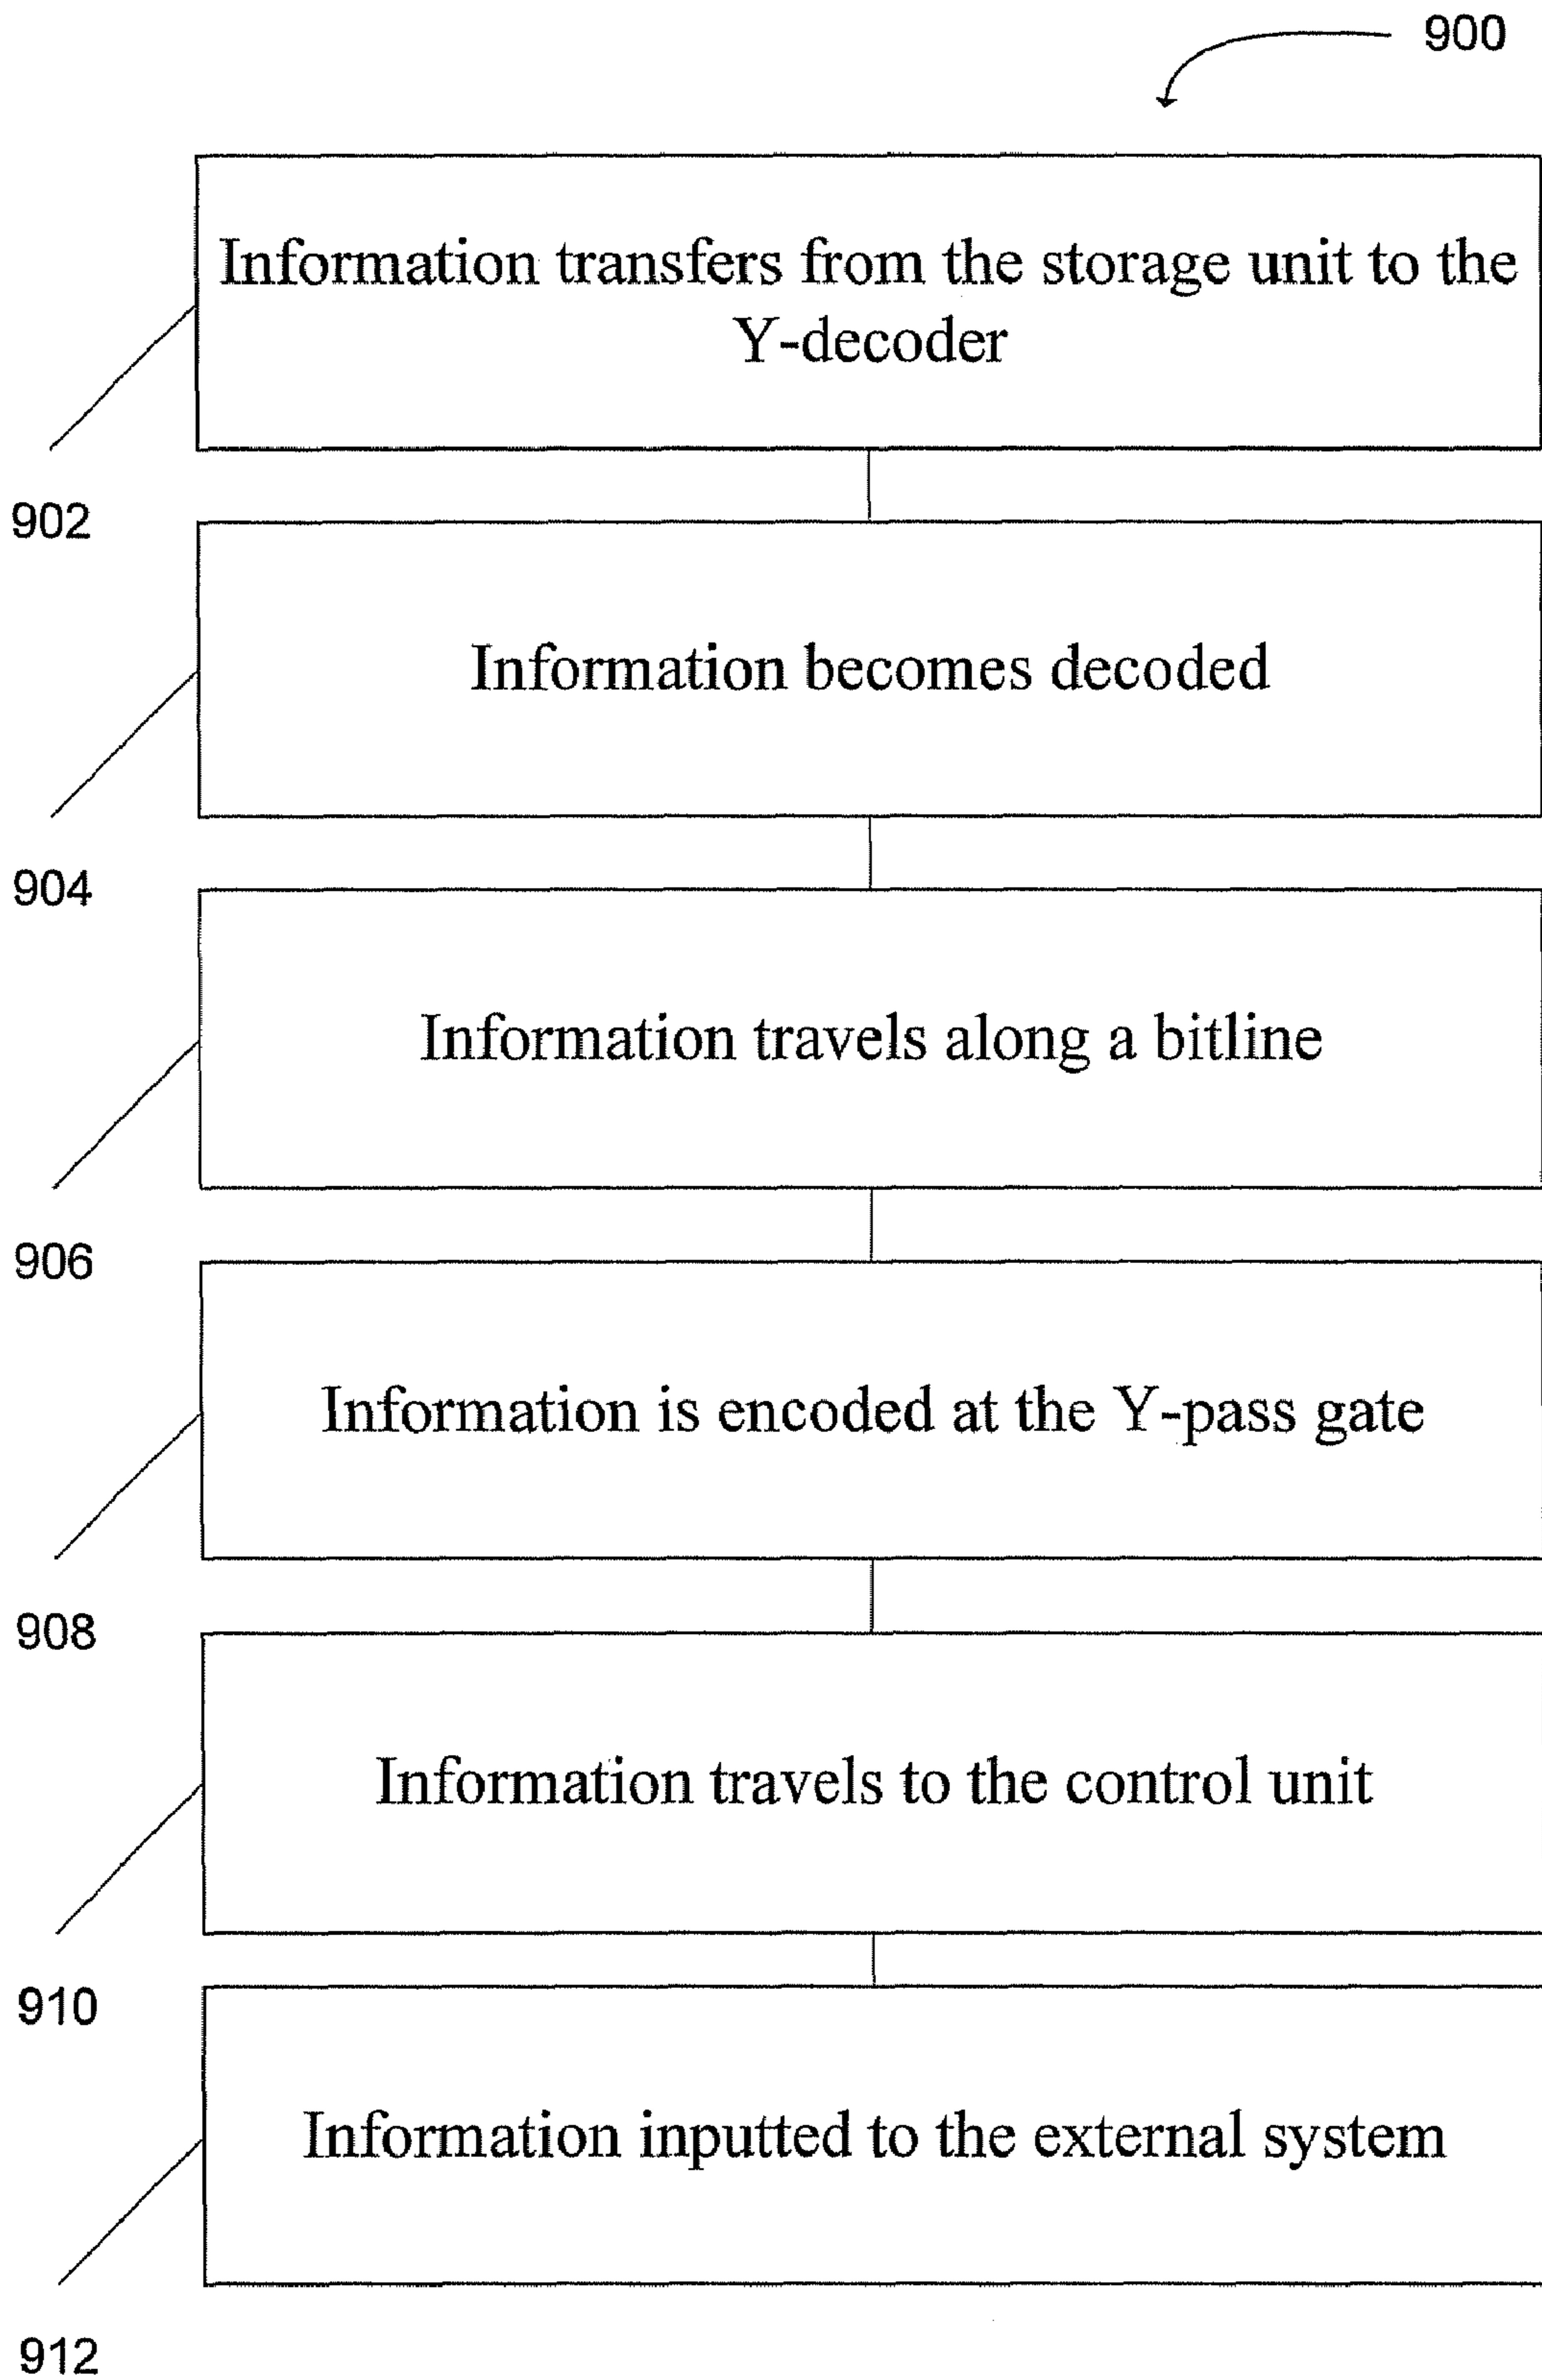 900
Information transfers from the storage unit to the
Y-decoder
902
Information becomes decoded
904
Information travels along a bitline
906
Information is encoded at the Y-pass gate
908
Information travels to the control unit
910
Information inputted to the external system
912